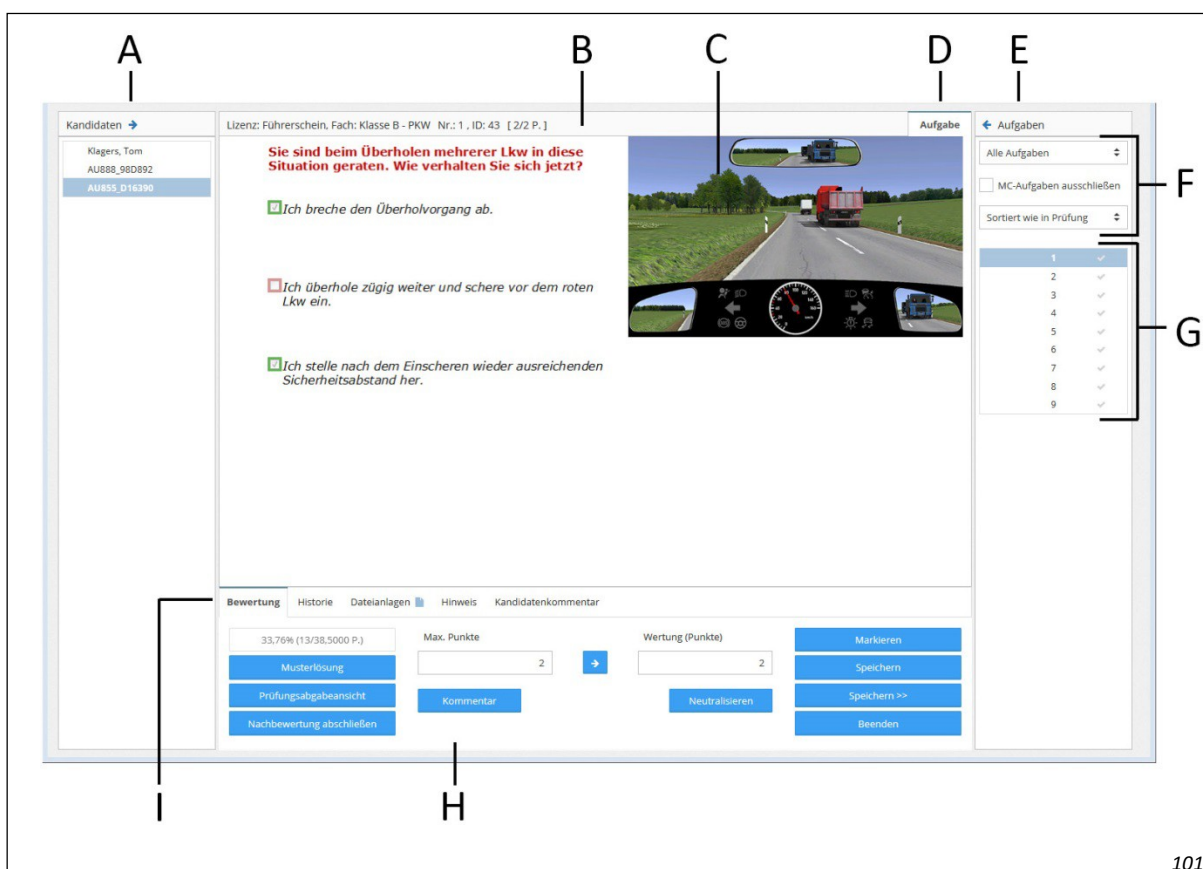 A
B
C
D
E
Kandidaten
Klagers, Tom
AU888_98D892
AU855_D16390
Lizenz: Führerschein, Fach: Klasse B - PKW Nr.: 1 , ID: 43 [ 2/2 P. ]
Aufgabe
Sie sind beim Überholen mehrerer Lkw in diese
Situation geraten. Wie verhalten Sie sich jetzt?
Ich breche den Überholvorgang ab.
Ich überhole zügig weiter und schere vor dem roten
Lkw ein.
Ich stelle nach dem Einscheren wieder ausreichenden
Sicherheitsabstand her.
Aufgaben
Alle Aufgaben
MC-Aufgaben ausschließen
Sortiert wie in Prüfung
F
1
2
3
4
5
6
7
8
9
G
Bewertung Historie Dateianlagen Hinweis Kandidatenkommentar
33,76% (13/38,5000 P.)
Musterlösung
Prüfungsabgabeansicht
Nachbewertung abschließen
Max. Punkte
2
Kommentar
Wertung (Punkte)
2
Neutralisieren
Markieren
Speichern
Speichern >>
Beenden
I
H
101